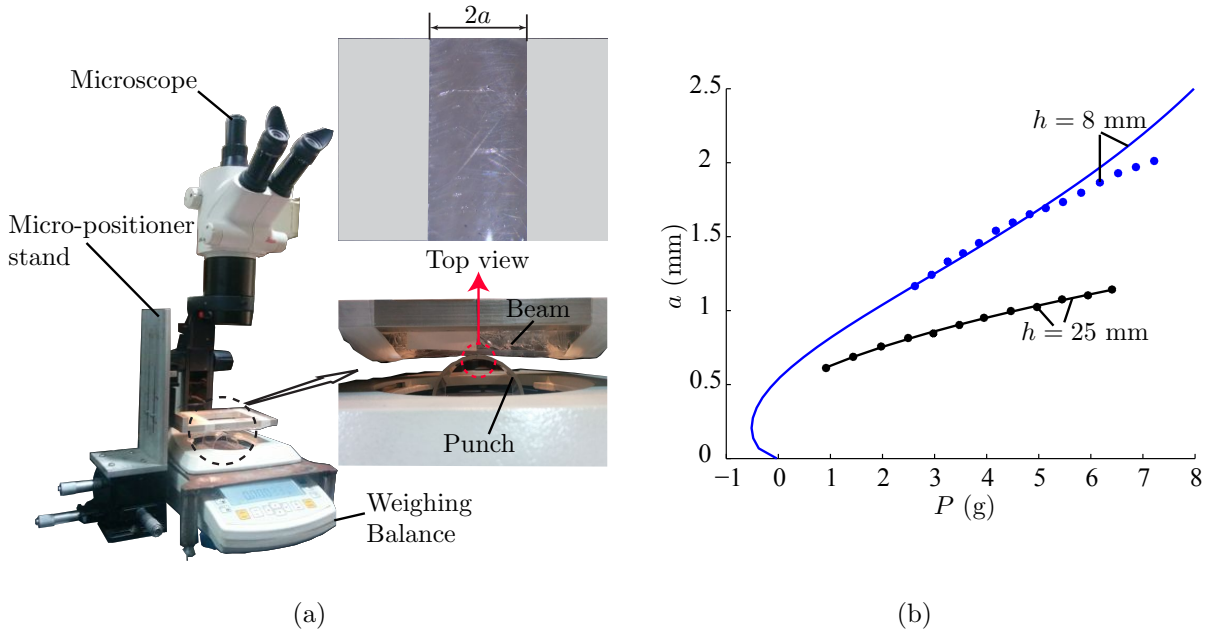 2a
Microscope
Micro-positioner
stand
Top view
Beam
Punch
Weighing
Balance
(a)
2.5
2
1.5
1
0.5
0
a (mm)
h = 8 mm
h = 25 mm
−1 0 1 2 3 4 5 6 7 8
P (g)
(b)